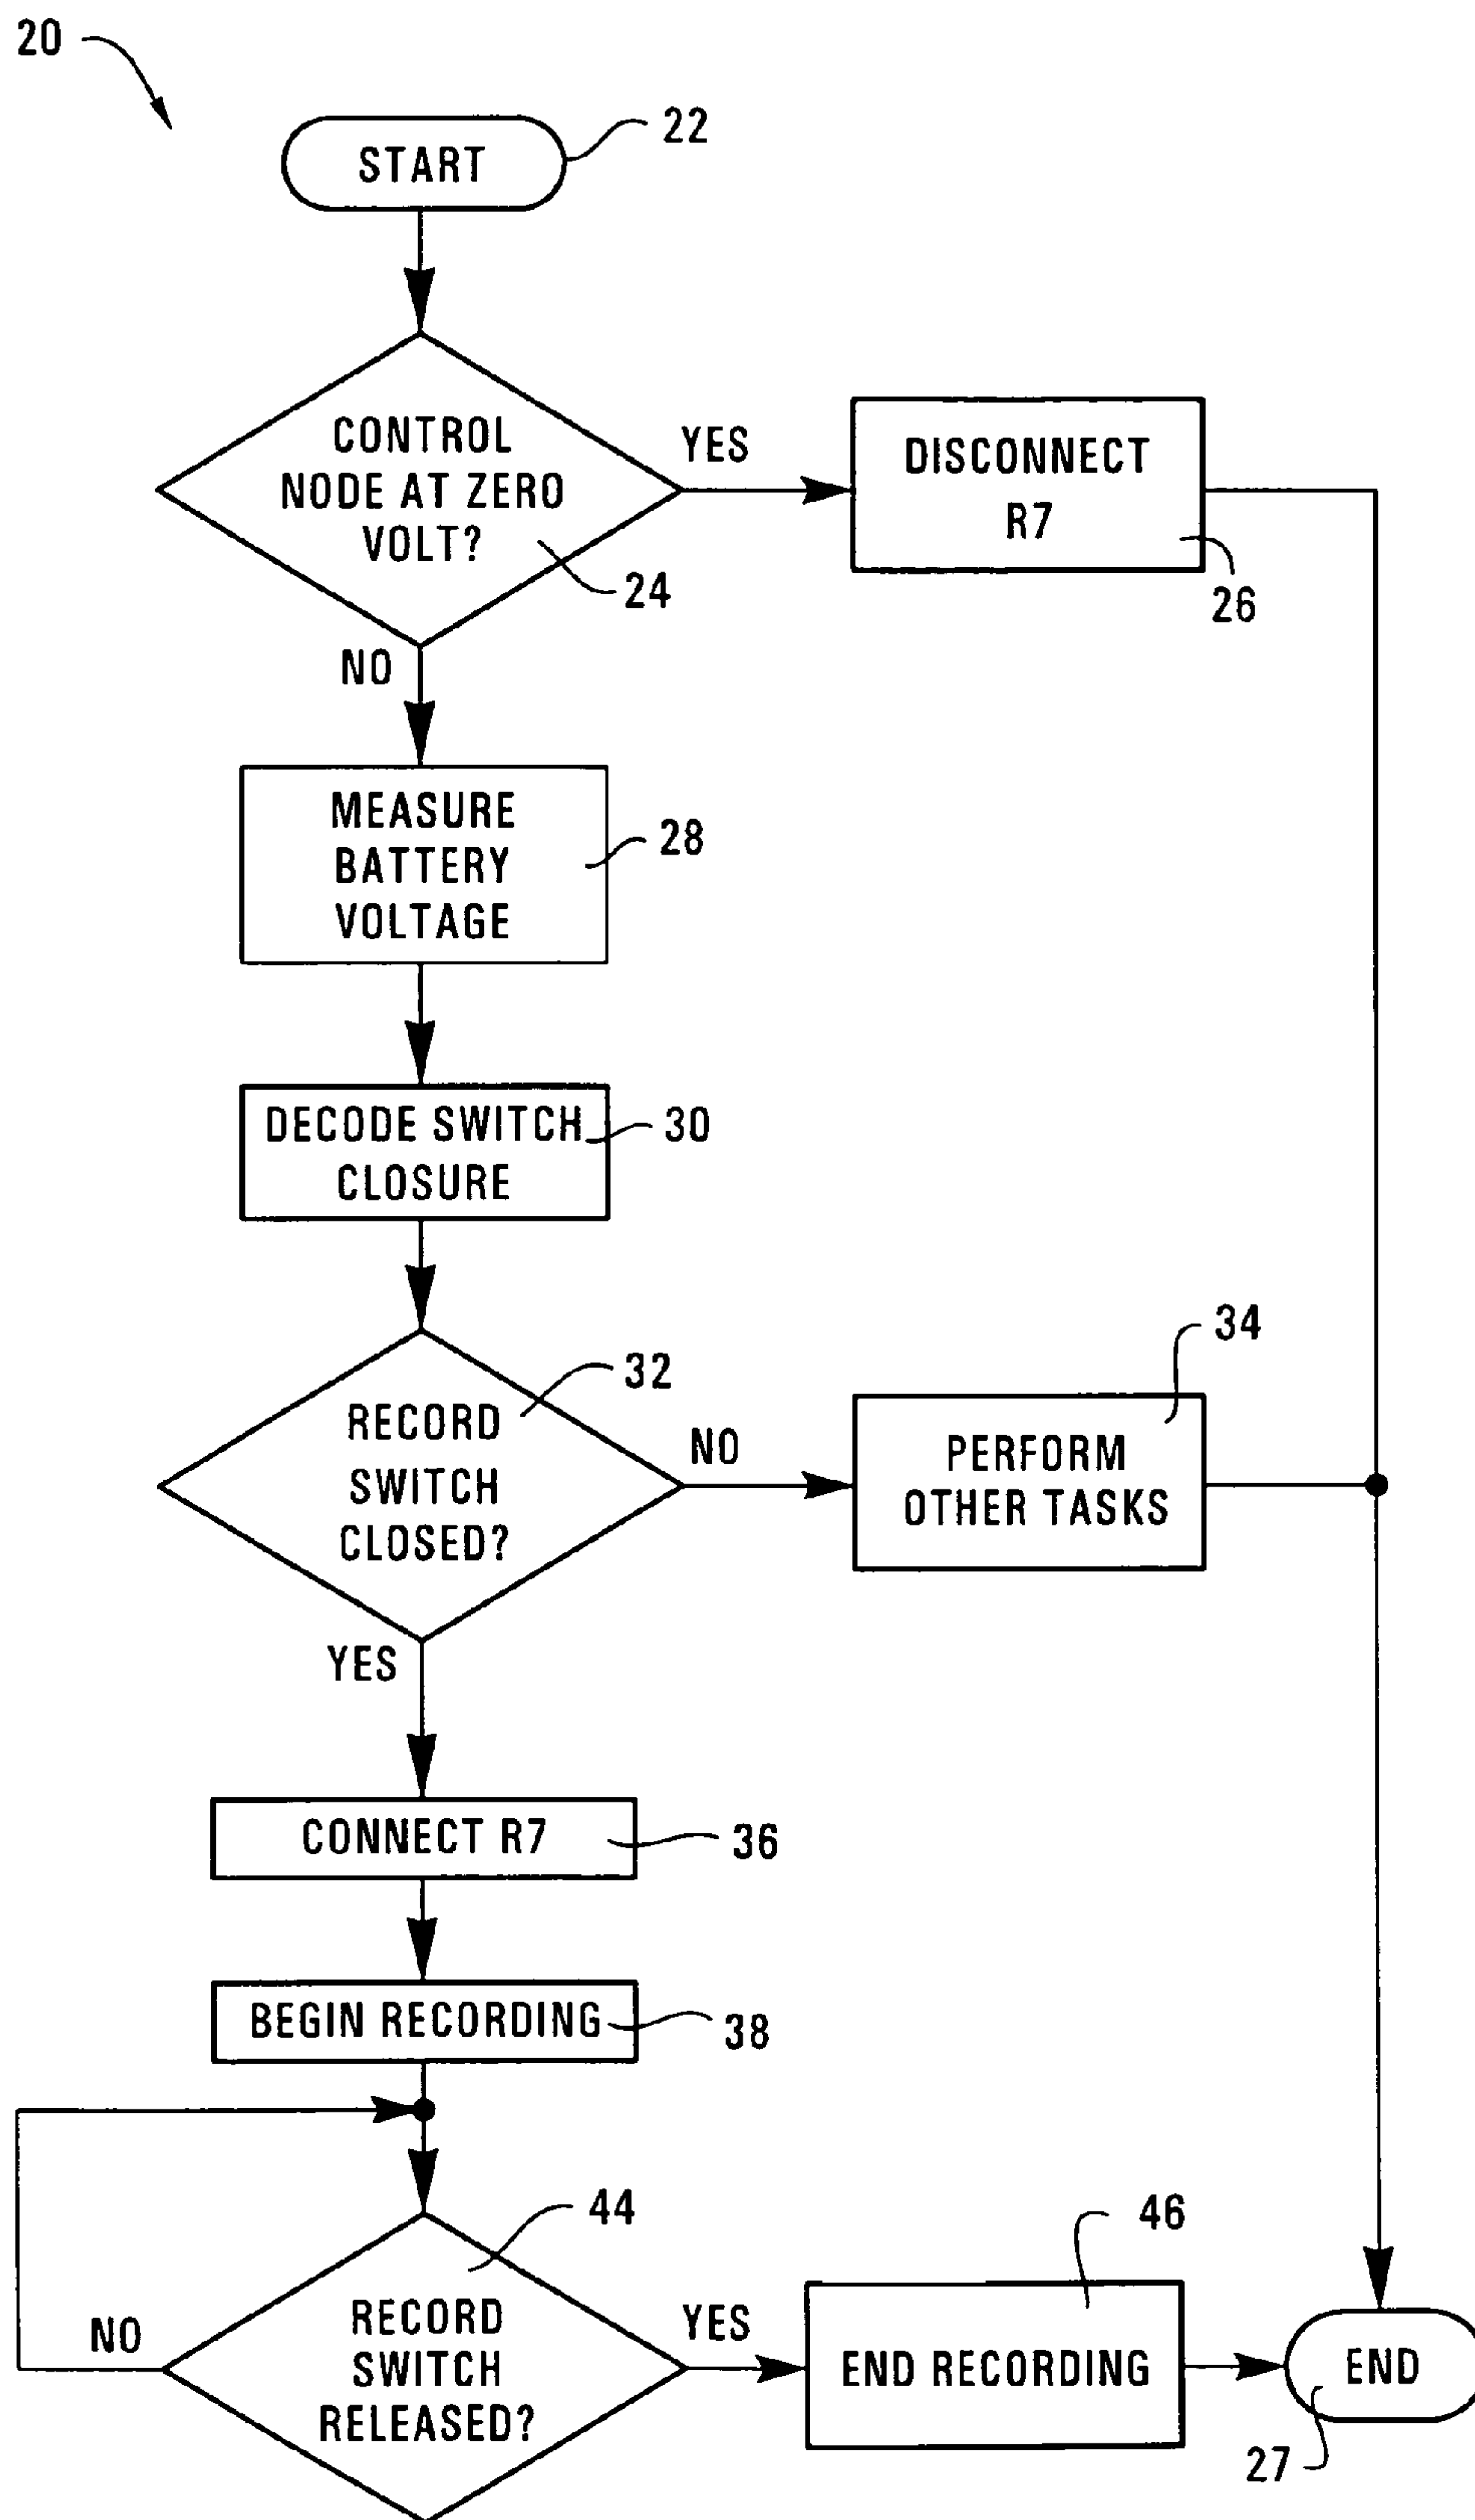 20
START
22
CONTROL
NODE AT ZERO
VOLT?
24
YES
DISCONNECT
R7
26
NO
MEASURE
BATTERY
VOLTAGE
28
DECODE SWITCH
CLOSURE
30
RECORD
SWITCH
CLOSED?
32
NO
PERFORM
OTHER TASKS
34
YES
CONNECT R7
36
BEGIN RECORDING
38
RECORD
SWITCH
RELEASED?
44
NO
YES
END RECORDING
46
END
27